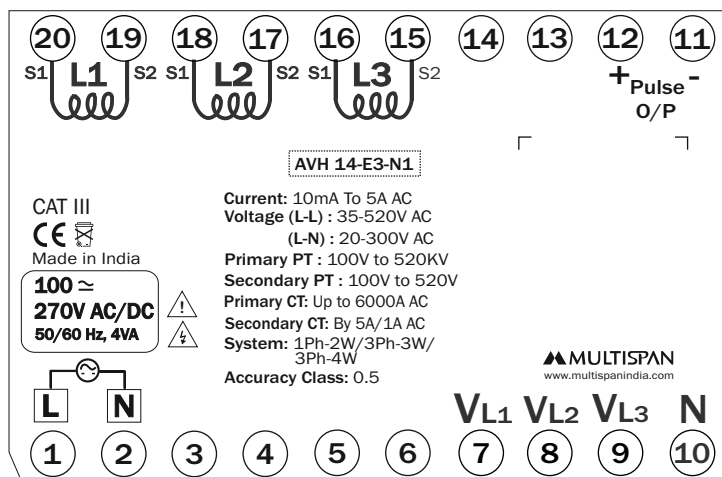 20 19 18 17 16 15 14 13 12 11
S1 L1 S2 S1 L2 S2 S1 L3 S2 + Pulse -
O/P
AVH 14-E3-N1
Current: 10mA To 5A AC
Voltage (L-L) : 35-520V AC
(L-N) : 20-300V AC
Primary PT : 100V to 520KV
Secondary PT : 100V to 520V
Primary CT: Up to 6000A AC
Secondary CT: By 5A/1A AC
System: 1Ph-2W/3Ph-3W/
3Ph-4W
Accuracy Class: 0.5
CAT III
CE
Made in India
100 ≃
270V AC/DC
50/60 Hz, 4VA
L N
MULTISPAN
www.multispanindia.com
VL1 VL2 VL3 N
1 2 3 4 5 6 7 8 9 10